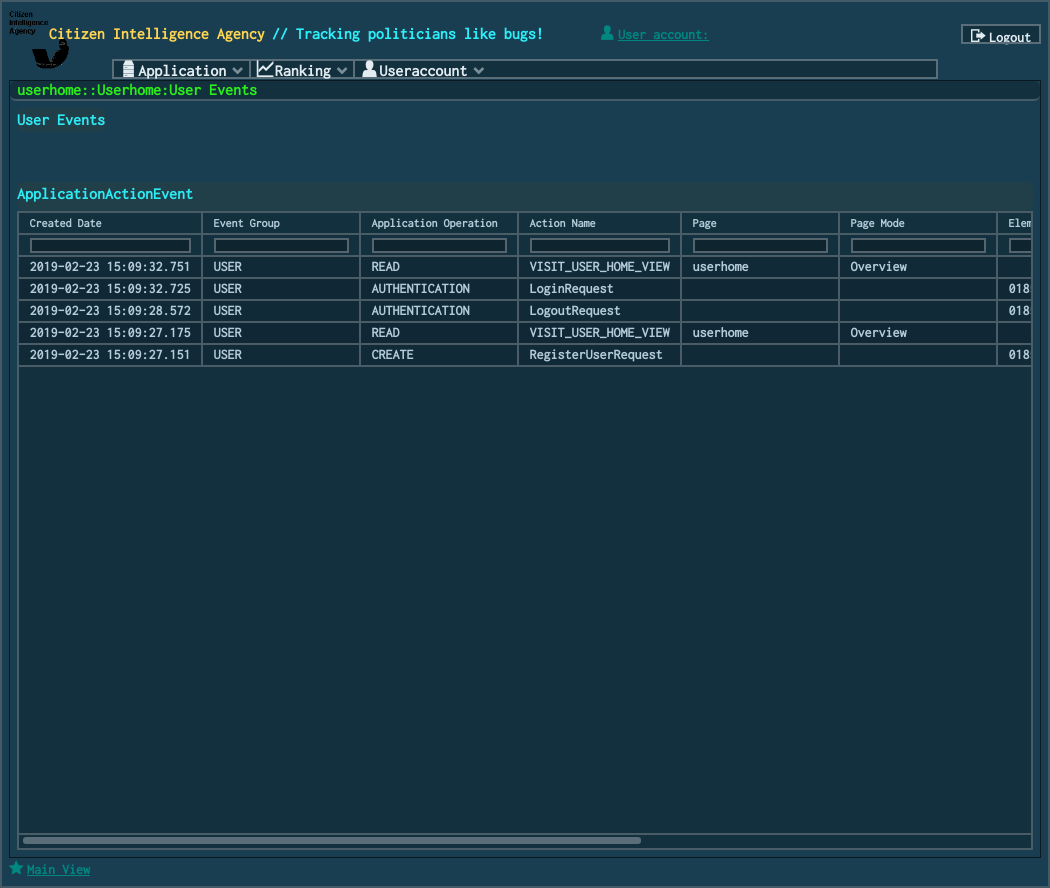 Citizen
Intelligence
Agency
Citizen Intelligence Agency // Tracking politicians like bugs!
User account:
Logout
Application Ranking Useraccount
userhome::Userhome:User Events
User Events
ApplicationActionEvent
Created Date Event Group Application Operation Action Name Page Page Mode Elem
2019-02-23 15:09:32.751 USER READ VISIT_USER_HOME_VIEW userhome Overview
2019-02-23 15:09:32.725 USER AUTHENTICATION LoginRequest 018
2019-02-23 15:09:28.572 USER AUTHENTICATION LogoutRequest 018
2019-02-23 15:09:27.175 USER READ VISIT_USER_HOME_VIEW userhome Overview
2019-02-23 15:09:27.151 USER CREATE RegisterUserRequest 018
Main View